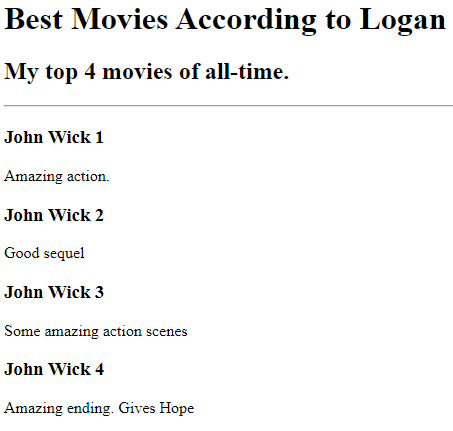 Best Movies According to Logan
My top 4 movies of all-time.
John Wick 1
Amazing action.
John Wick 2
Good sequel
John Wick 3
Some amazing action scenes
John Wick 4
Amazing ending. Gives Hope